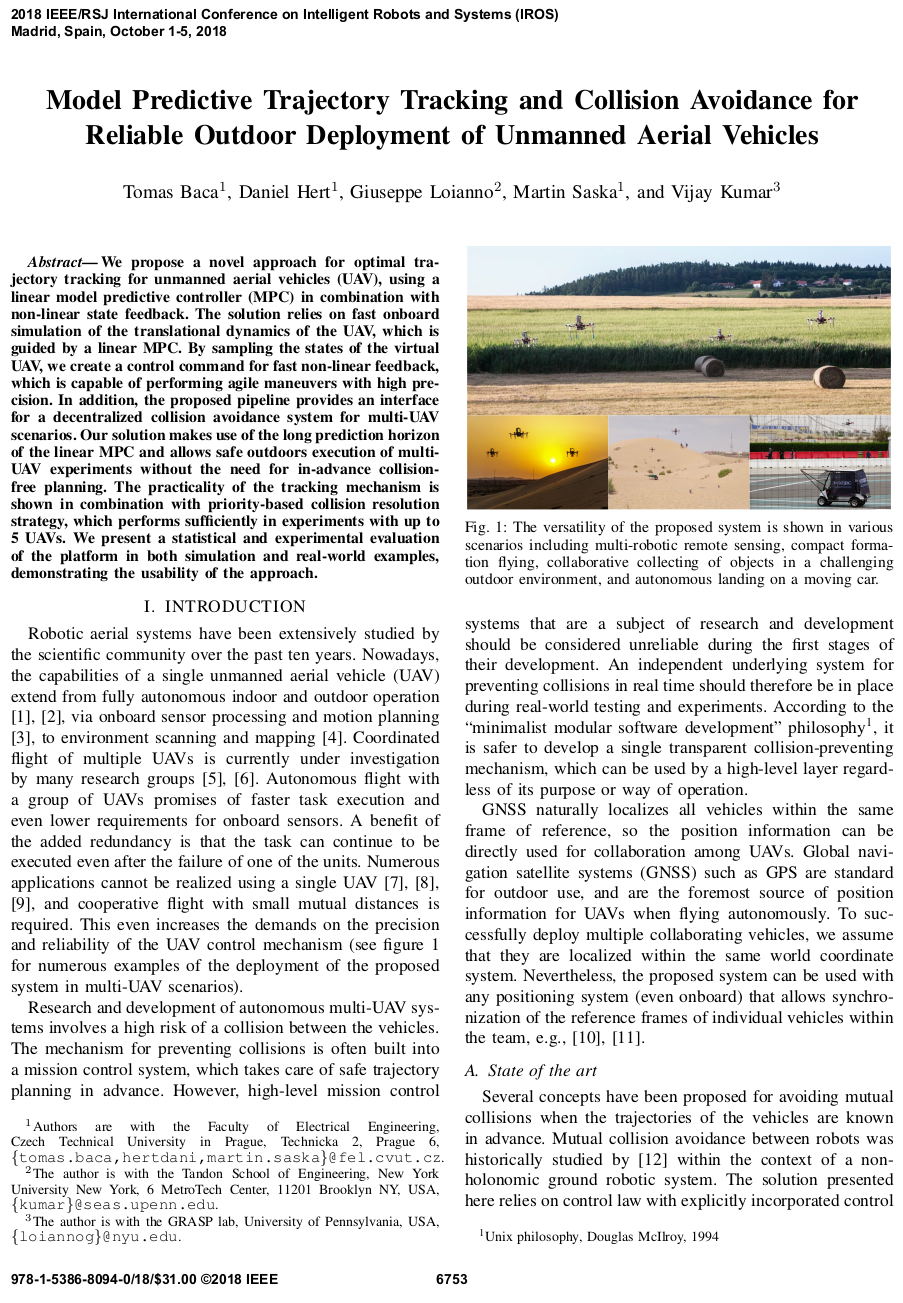 2018 IEEE/RSJ International Conference on Intelligent Robots and Systems (IROS)
Madrid, Spain, October 1-5, 2018
Model Predictive Trajectory Tracking and Collision Avoidance for
Reliable Outdoor Deployment of Unmanned Aerial Vehicles
Tomas Baca1, Daniel Hert1, Giuseppe Loianno2, Martin Saska1, and Vijay Kumar3
Abstract— We propose a novel approach for optimal tra-
jectory tracking for unmanned aerial vehicles (UAV), using a
linear model predictive controller (MPC) in combination with
non-linear state feedback. The solution relies on fast onboard
simulation of the translational dynamics of the UAV, which is
guided by a linear MPC. By sampling the states of the virtual
UAV, we create a control command for fast non-linear feedback,
which is capable of performing agile maneuvers with high pre-
cision. In addition, the proposed pipeline provides an interface
for a decentralized collision avoidance system for multi-UAV
scenarios. Our solution makes use of the long prediction horizon
of the linear MPC and allows safe outdoors execution of multi-
UAV experiments without the need for in-advance collision-
free planning. The practicality of the tracking mechanism is
shown in combination with priority-based collision resolution
strategy, which performs sufficiently in experiments with up to
5 UAVs. We present a statistical and experimental evaluation
of the platform in both simulation and real-world examples,
demonstrating the usability of the approach.
I. INTRODUCTION
Robotic aerial systems have been extensively studied by
the scientific community over the past ten years. Nowadays,
the capabilities of a single unmanned aerial vehicle (UAV)
extend from fully autonomous indoor and outdoor operation
[1], [2], via onboard sensor processing and motion planning
[3], to environment scanning and mapping [4]. Coordinated
flight of multiple UAVs is currently under investigation
by many research groups [5], [6]. Autonomous flight with
a group of UAVs promises of faster task execution and
even lower requirements for onboard sensors. A benefit of
the added redundancy is that the task can continue to be
executed even after the failure of one of the units. Numerous
applications cannot be realized using a single UAV [7], [8],
[9], and cooperative flight with small mutual distances is
required. This even increases the demands on the precision
and reliability of the UAV control mechanism (see figure 1
for numerous examples of the deployment of the proposed
system in multi-UAV scenarios).
Research and development of autonomous multi-UAV sys-
tems involves a high risk of a collision between the vehicles.
The mechanism for preventing collisions is often built into
a mission control system, which takes care of safe trajectory
planning in advance. However, high-level mission control
1Authors are with the Faculty of Electrical Engineering,
Czech Technical University in Prague, Technicka 2, Prague 6,
{tomas.baca,hertdani,martin.saska}@fel.cvut.cz.
2The author is with the Tandon School of Engineering, New York
University New York, 6 MetroTech Center, 11201 Brooklyn NY, USA,
{kumar}@seas.upenn.edu.
3The author is with the GRASP lab, University of Pennsylvania, USA,
{loiannog}@nyu.edu.
Fig. 1: The versatility of the proposed system is shown in various
scenarios including multi-robotic remote sensing, compact forma-
tion flying, collaborative collecting of objects in a challenging
outdoor environment, and autonomous landing on a moving car.
systems that are a subject of research and development
should be considered unreliable during the first stages of
their development. An independent underlying system for
preventing collisions in real time should therefore be in place
during real-world testing and experiments. According to the
“minimalist modular software development” philosophy1, it
is safer to develop a single transparent collision-preventing
mechanism, which can be used by a high-level layer regard-
less of its purpose or way of operation.
GNSS naturally localizes all vehicles within the same
frame of reference, so the position information can be
directly used for collaboration among UAVs. Global navi-
gation satellite systems (GNSS) such as GPS are standard
for outdoor use, and are the foremost source of position
information for UAVs when flying autonomously. To suc-
cessfully deploy multiple collaborating vehicles, we assume
that they are localized within the same world coordinate
system. Nevertheless, the proposed system can be used with
any positioning system (even onboard) that allows synchro-
nization of the reference frames of individual vehicles within
the team, e.g., [10], [11].
A. State of the art
Several concepts have been proposed for avoiding mutual
collisions when the trajectories of the vehicles are known
in advance. Mutual collision avoidance between robots was
historically studied by [12] within the context of a non-
holonomic ground robotic system. The solution presented
here relies on control law with explicitly incorporated control
1Unix philosophy, Douglas McIlroy, 1994
978-1-5386-8094-0/18/$31.00 ©2018 IEEE
6753